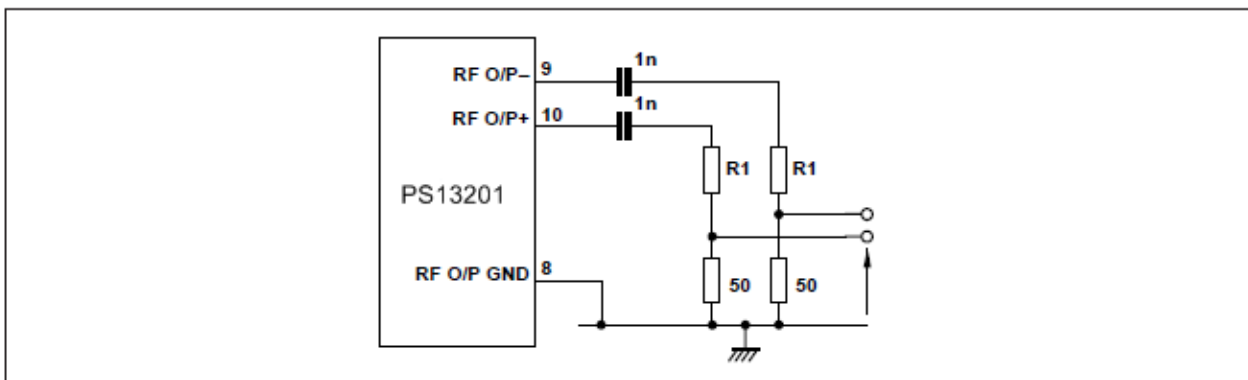 1n
RF O/P– 9
1n
RF O/P+ 10
R1 R1
PS13201
RF O/P GND 8
50 50